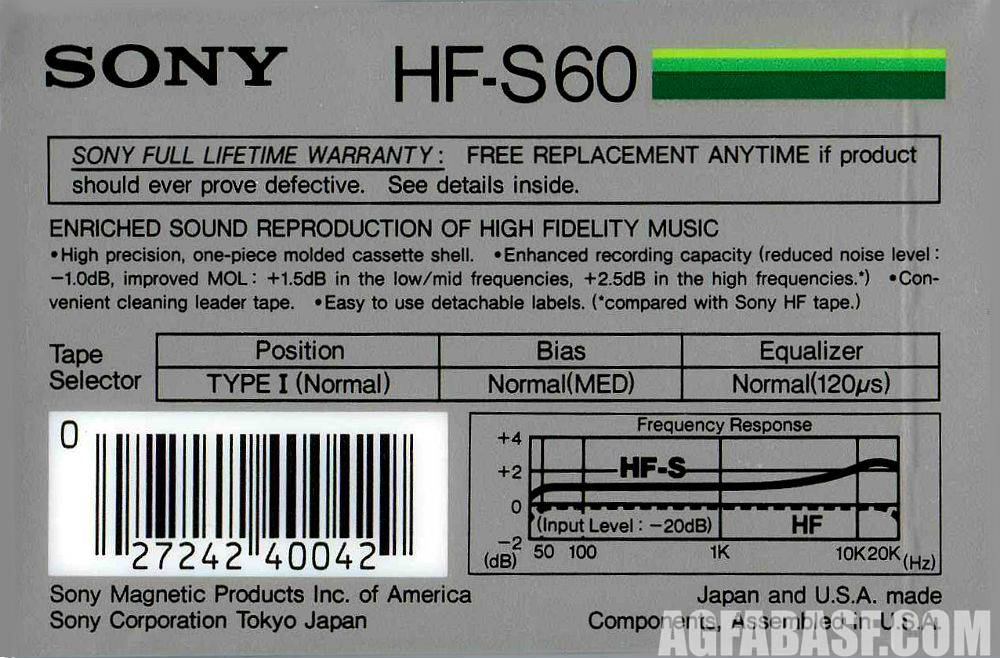 SONY HF-S60
SONY FULL LIFETIME WARRANTY: FREE REPLACEMENT ANYTIME if product
should ever prove defective. See details inside.
ENRICHED SOUND REPRODUCTION OF HIGH FIDELITY MUSIC
•High precision, one-piece molded cassette shell. •Enhanced recording capacity (reduced noise level:
−1.0dB, improved MOL: +1.5dB in the low/mid frequencies, +2.5dB in the high frequencies.*) •Con-
venient cleaning leader tape. •Easy to use detachable labels. (*compared with Sony HF tape.)
Tape
Selector
Position Bias Equalizer
TYPE I (Normal) Normal(MED) Normal(120μs)
0
27242 40042
Frequency Response
+4
+2
0
−2
(dB)
HF-S
(Input Level: −20dB)
HF
50 100 1K 10K 20K (Hz)
Sony Magnetic Products Inc. of America
Sony Corporation Tokyo Japan
Japan and U.S.A. made
Components, Assembled in U.S.A.
AGFABASF.COM